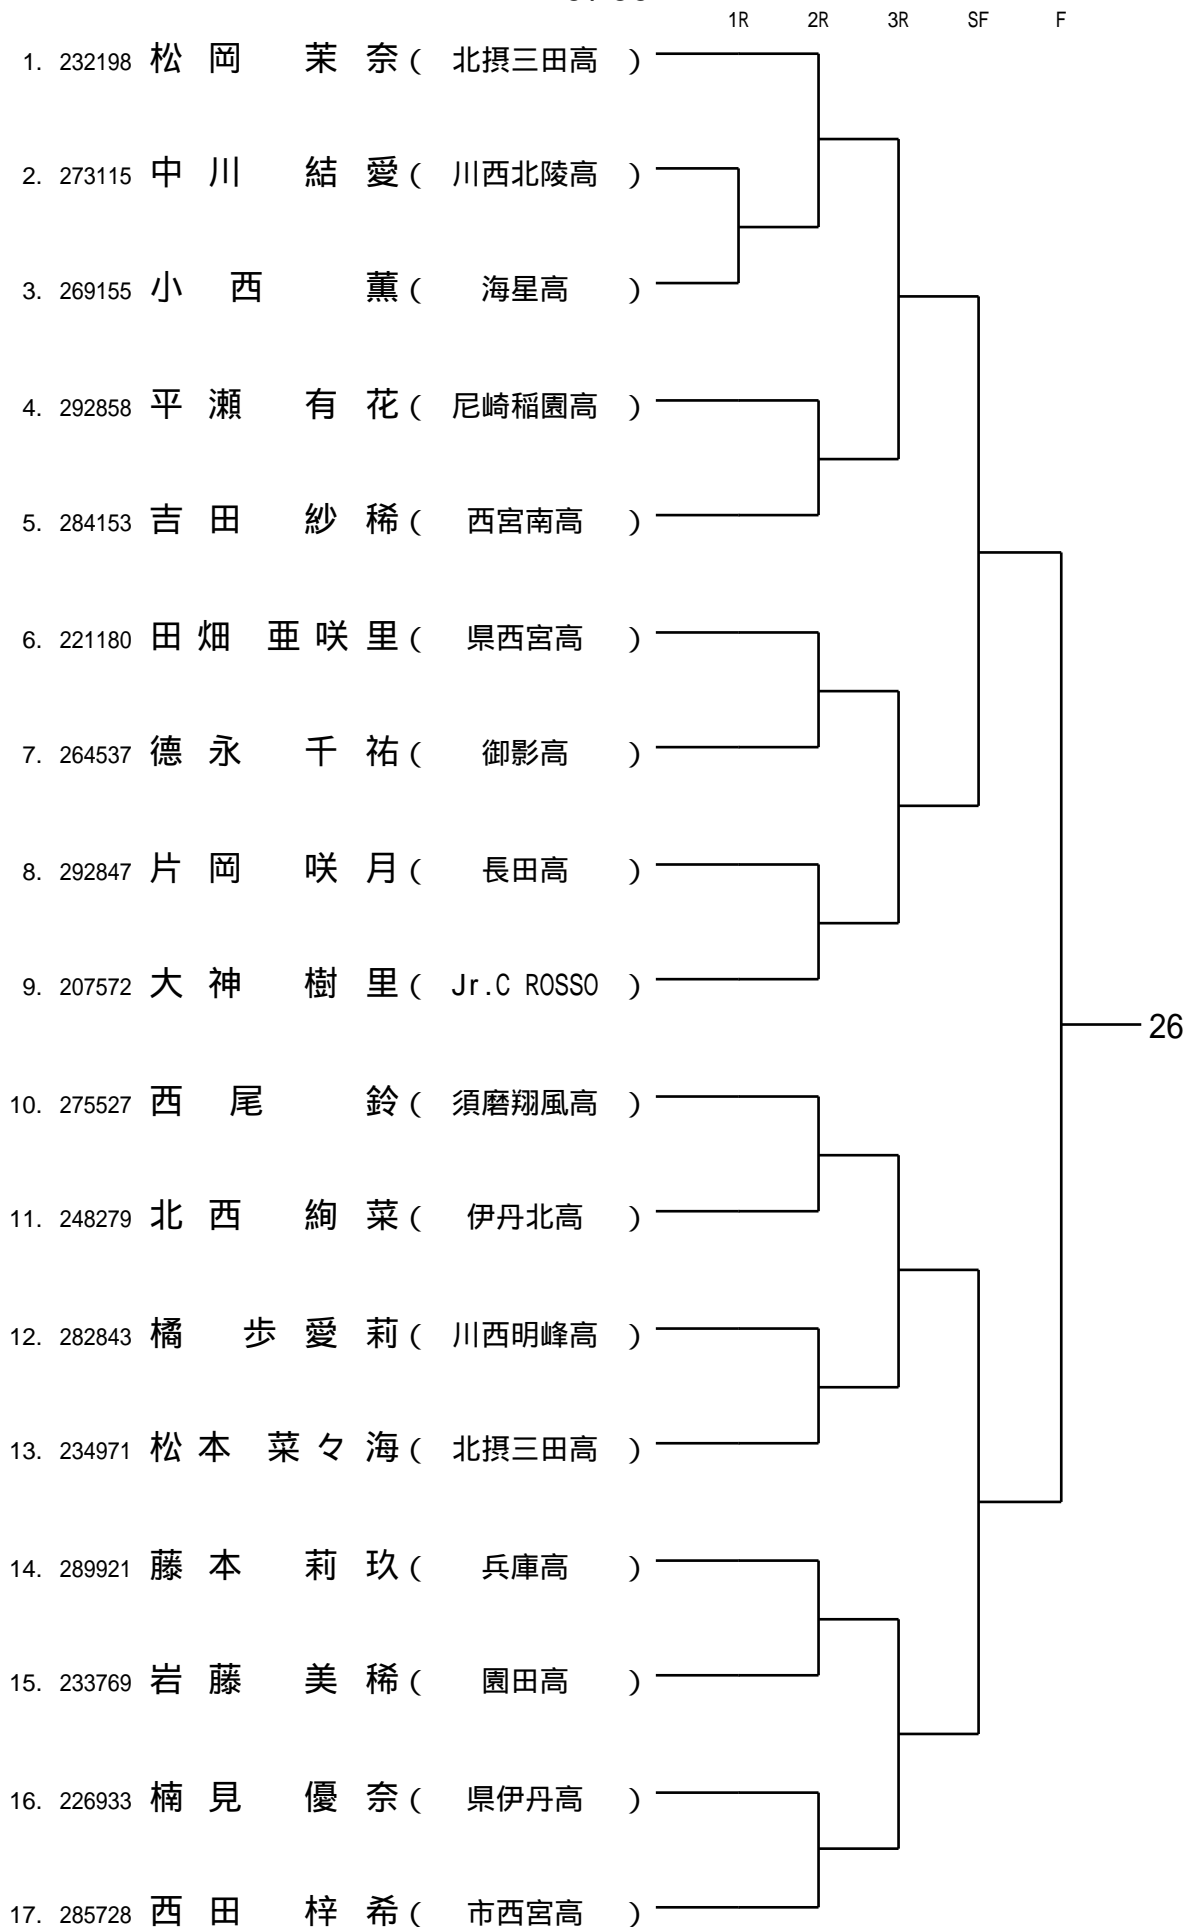 1R 2R 3R SF F
1. 232198 松岡 茉奈 ( 北摂三田高 )
2. 273115 中川 結愛 ( 川西北陵高 )
3. 269155 小西 薫 ( 海星高 )
4. 292858 平瀬 有花 ( 尼崎稲園高 )
5. 284153 吉田 紗稀 ( 西宮南高 )
6. 221180 田畑 亜咲里 ( 県西宮高 )
7. 264537 德永 千祐 ( 御影高 )
8. 292847 片岡 咲月 ( 長田高 )
9. 207572 大神 樹里 ( Jr.C ROSSO )
26
10. 275527 西尾 鈴 ( 須磨翔風高 )
11. 248279 北西 絢菜 ( 伊丹北高 )
12. 282843 橘 歩愛莉 ( 川西明峰高 )
13. 234971 松本 菜々海 ( 北摂三田高 )
14. 289921 藤本 莉玖 ( 兵庫高 )
15. 233769 岩藤 美稀 ( 園田高 )
16. 226933 楠見 優奈 ( 県伊丹高 )
17. 285728 西田 梓希 ( 市西宮高 )